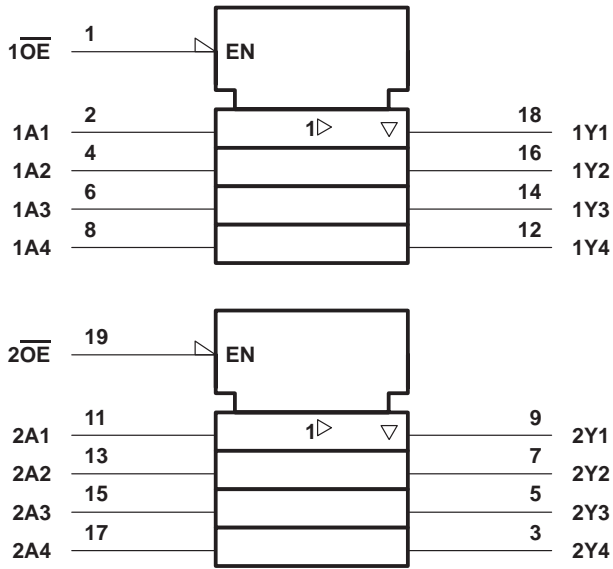 1
1O̅E̅ EN
2 1 18
1A1 1Y1
4 16
1A2 1Y2
6 14
1A3 1Y3
8 12
1A4 1Y4
19
2O̅E̅ EN
11 1 9
2A1 2Y1
13 7
2A2 2Y2
15 5
2A3 2Y3
17 3
2A4 2Y4